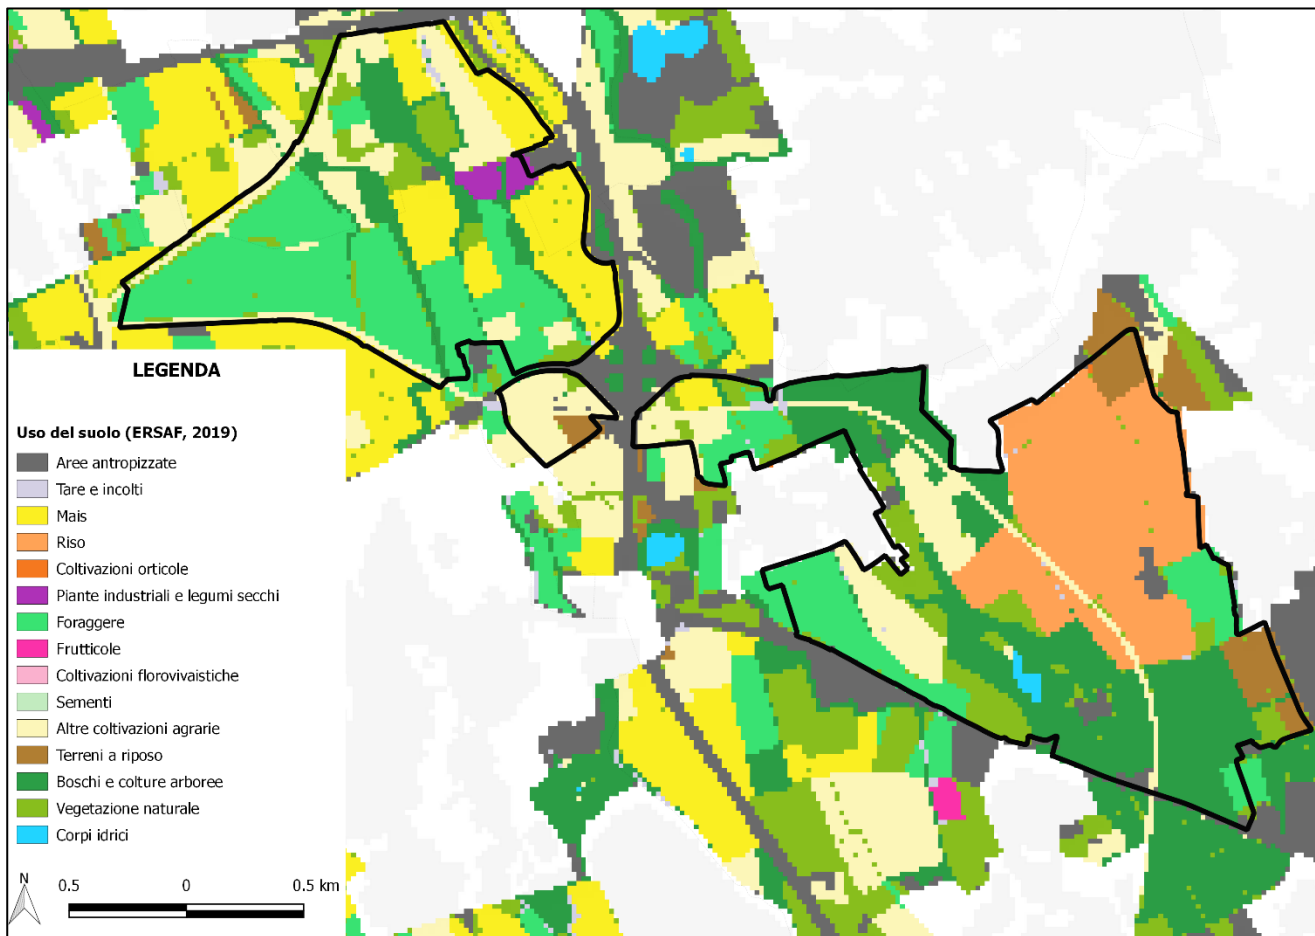 LEGENDA
Uso del suolo (ERSAF, 2019)
Aree antropizzate
Tare e incolti
Mais
Riso
Coltivazioni orticole
Piante industriali e legumi secchi
Foraggere
Frutticole
Coltivazioni florovivaistiche
Sementi
Altre coltivazioni agrarie
Terreni a riposo
Boschi e colture arboree
Vegetazione naturale
Corpi idrici
N
0.5 0 0.5 km